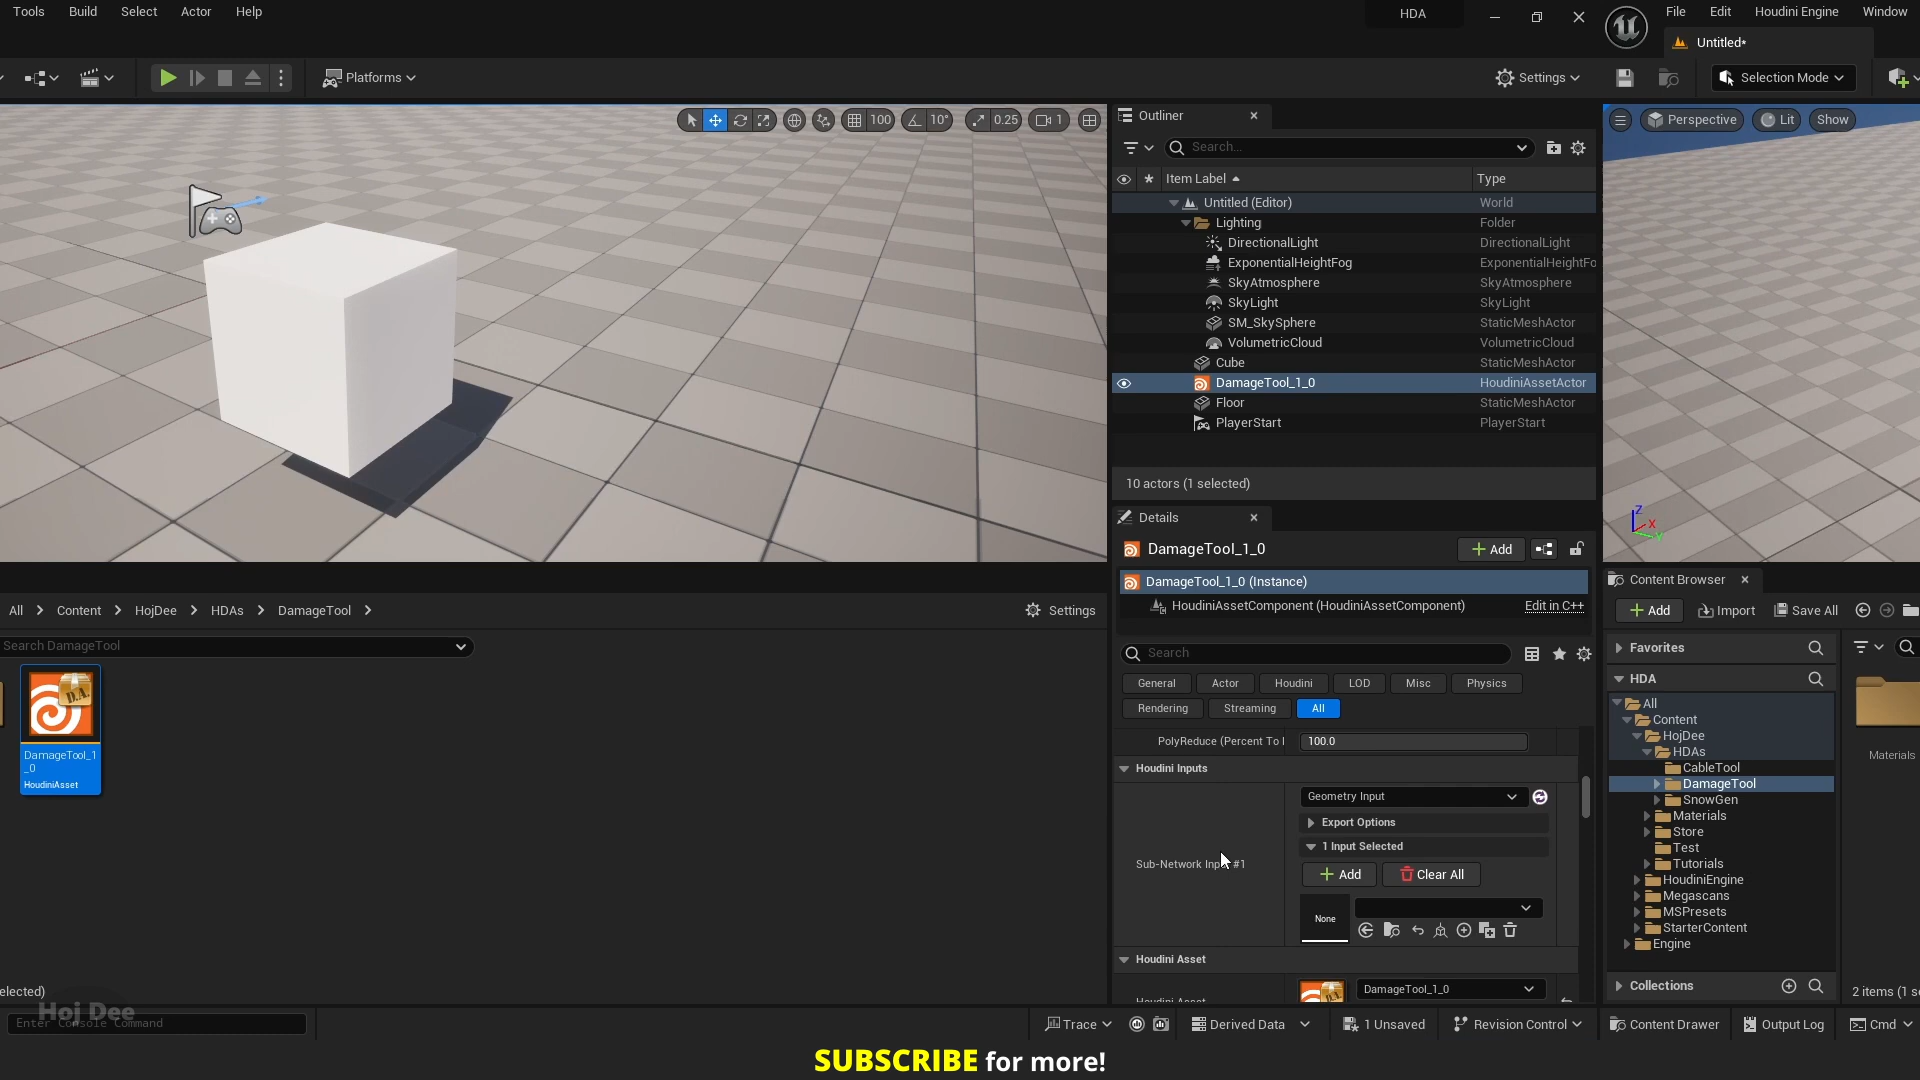 Tools Build Select Actor Help
HDA
File Edit Houdini Engine Window
Untitled*
Platforms
Settings
Selection Mode
100 10° 0.25 1
Outliner
Perspective Lit Show
Search...
Item Label Type
Untitled (Editor) World
Lighting Folder
DirectionalLight DirectionalLight
ExponentialHeightFog ExponentialHeightFo
SkyAtmosphere SkyAtmosphere
SkyLight SkyLight
SM_SkySphere StaticMeshActor
VolumetricCloud VolumetricCloud
Cube StaticMeshActor
DamageTool_1_0 HoudiniAssetActor
Floor StaticMeshActor
PlayerStart PlayerStart
10 actors (1 selected)
Details
DamageTool_1_0
Add
DamageTool_1_0 (Instance)
HoudiniAssetComponent (HoudiniAssetComponent) Edit in C++
Search
General Actor Houdini LOD Misc Physics
Rendering Streaming All
PolyReduce (Percent To 100.0
Houdini Inputs
Geometry Input
Export Options
1 Input Selected
Sub-Network Input #1
Add Clear All
None
Houdini Asset
Houdini Asset DamageTool_1_0
All Content HojDee HDAs DamageTool
Settings
Search DamageTool
DamageTool_1
_0
HoudiniAsset
elected)
Hoj Dee
Enter Console Command
Z
X
Y
Content Browser
Add Import Save All
Favorites
HDA
All
Content
HojDee
HDAs
CableTool
DamageTool
SnowGen
Materials
Store
Test
Tutorials
HoudiniEngine
Megascans
MSPresets
StarterContent
Engine
Collections
Materials
2 items (1 s
Trace Derived Data 1 Unsaved Revision Control Content Drawer Output Log Cmd
SUBSCRIBE for more!